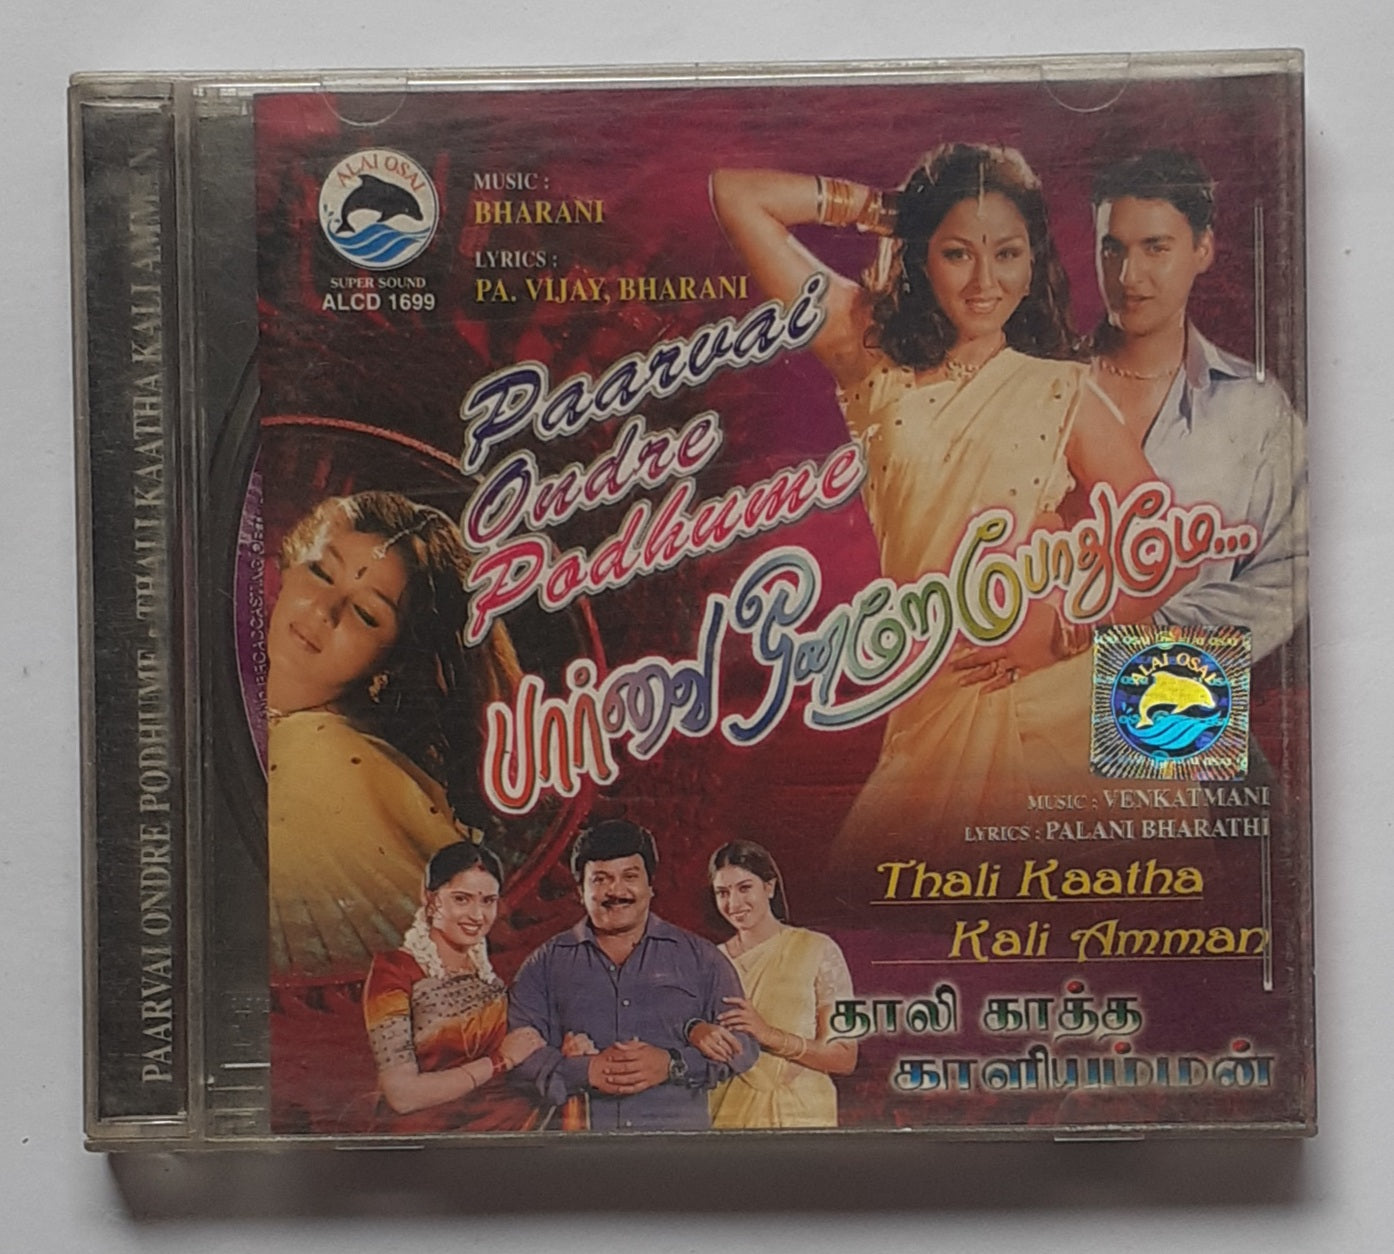 PAARVAI ONDRE PODHUME . THALI KAATHA KALI AMMAN
ALAI OSAI
SUPER SOUND
ALCD 1699
MUSIC :
BHARANI
LYRICS :
PA. VIJAY, BHARANI
Paarvai
Ondre
Podhume
பார்வை ஒன்றே போதுமே...
ALAI OSAI
MUSIC : VENKATMANI
LYRICS : PALANI BHARATHI
Thali Kaatha
Kali Amman
தாலி காத்த
காளியம்மன்